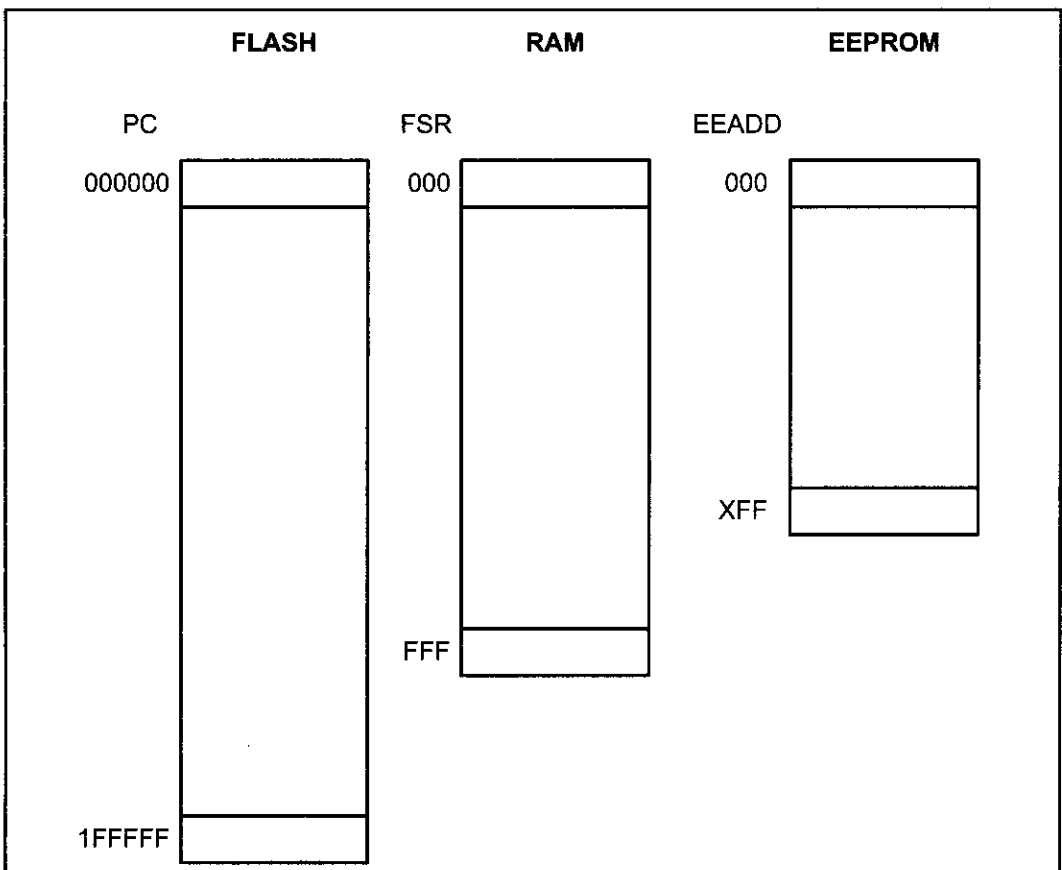 FLASH RAM EEPROM
PC FSR EEADD
000000 000 000
XFF
FFF
1FFFFF